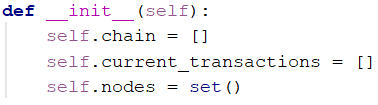 def __init__(self):
    self.chain = []
    self.current_transactions = []
    self.nodes = set()